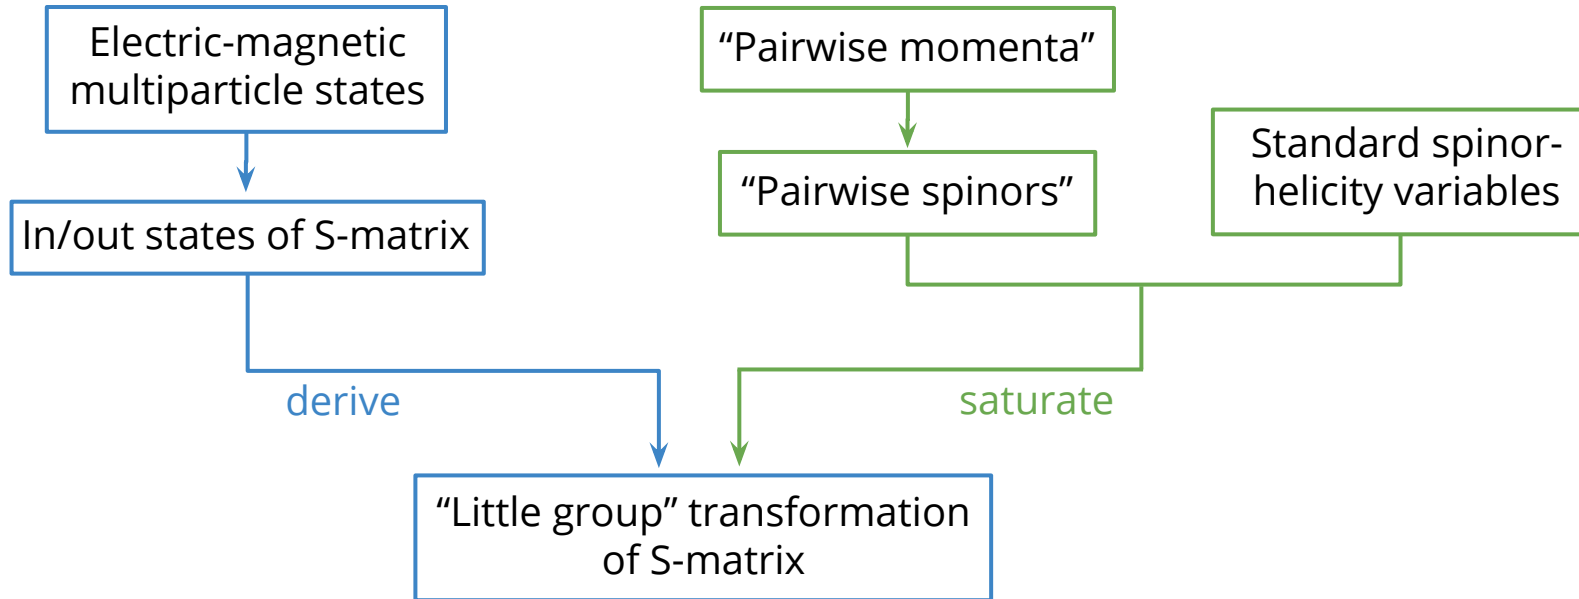 Electric-magnetic
multiparticle states
“Pairwise momenta”
Standard spinor-
helicity variables
“Pairwise spinors”
In/out states of S-matrix
derive
saturate
“Little group” transformation
of S-matrix